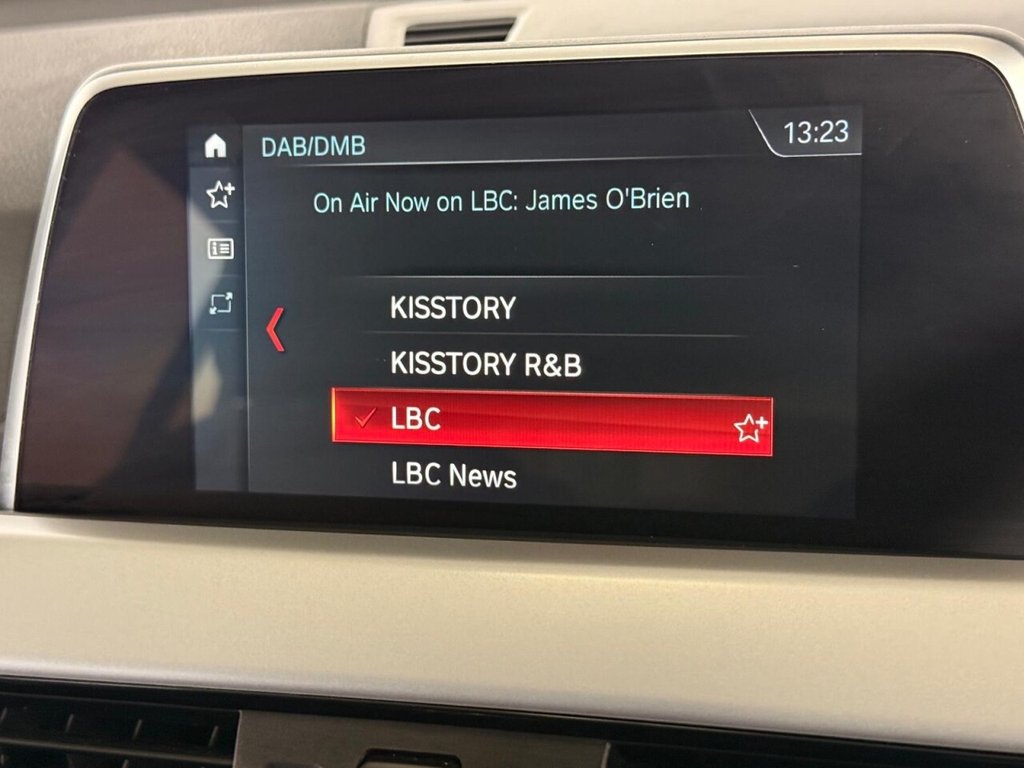 DAB/DMB
13:23
On Air Now on LBC: James O'Brien
KISSTORY
KISSTORY R&B
LBC
LBC News